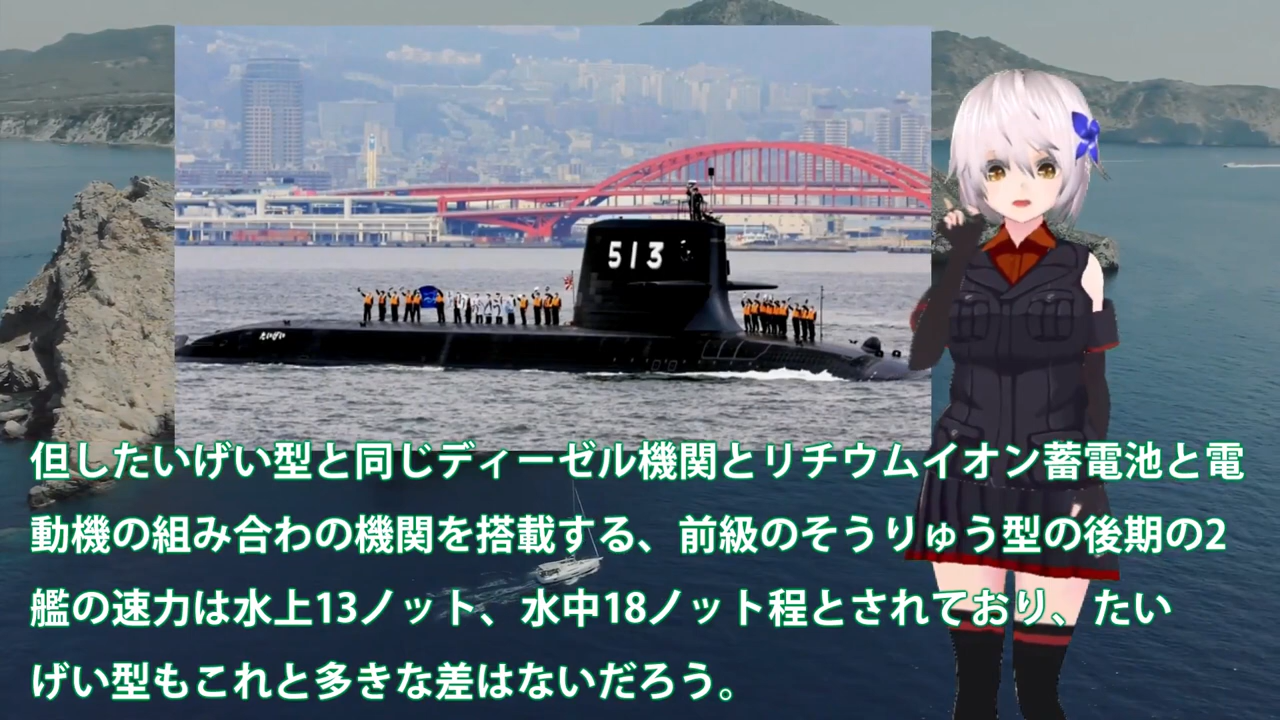 513
たいげい
但したいげい型と同じディーゼル機関とリチウムイオン蓄電池と電
動機の組み合わの機関を搭載する、前級のそうりゅう型の後期の2
艦の速力は水上13ノット、水中18ノット程とされており、たい
げい型もこれと多きな差はないだろう。